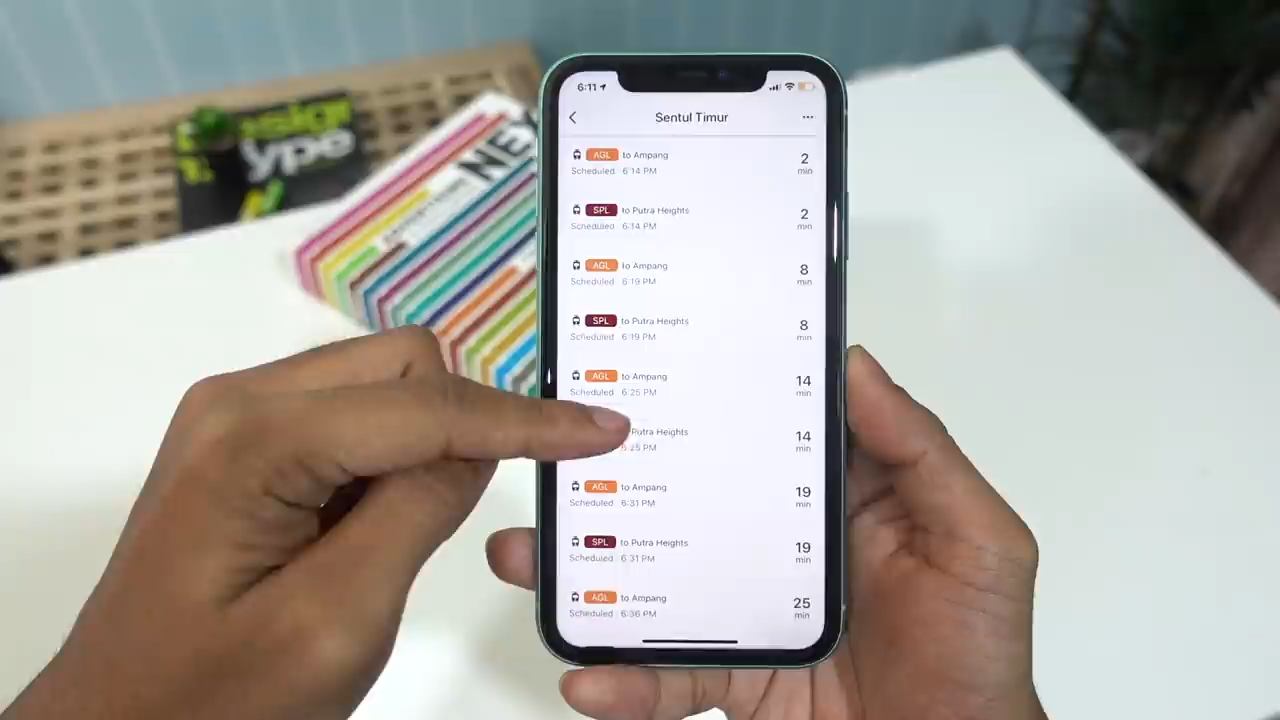 6:11
Sentul Timur
AGL to Ampang 2
Scheduled 6:14 PM min
SPL to Putra Heights 2
Scheduled 6:14 PM min
AGL to Ampang 8
Scheduled 6:19 PM min
SPL to Putra Heights 8
Scheduled 6:19 PM min
AGL to Ampang 14
Scheduled 6:25 PM min
Putra Heights 14
25 PM min
AGL to Ampang 19
Scheduled 6:31 PM min
SPL to Putra Heights 19
Scheduled 6:31 PM min
AGL to Ampang 25
Scheduled 6:36 PM min
ype